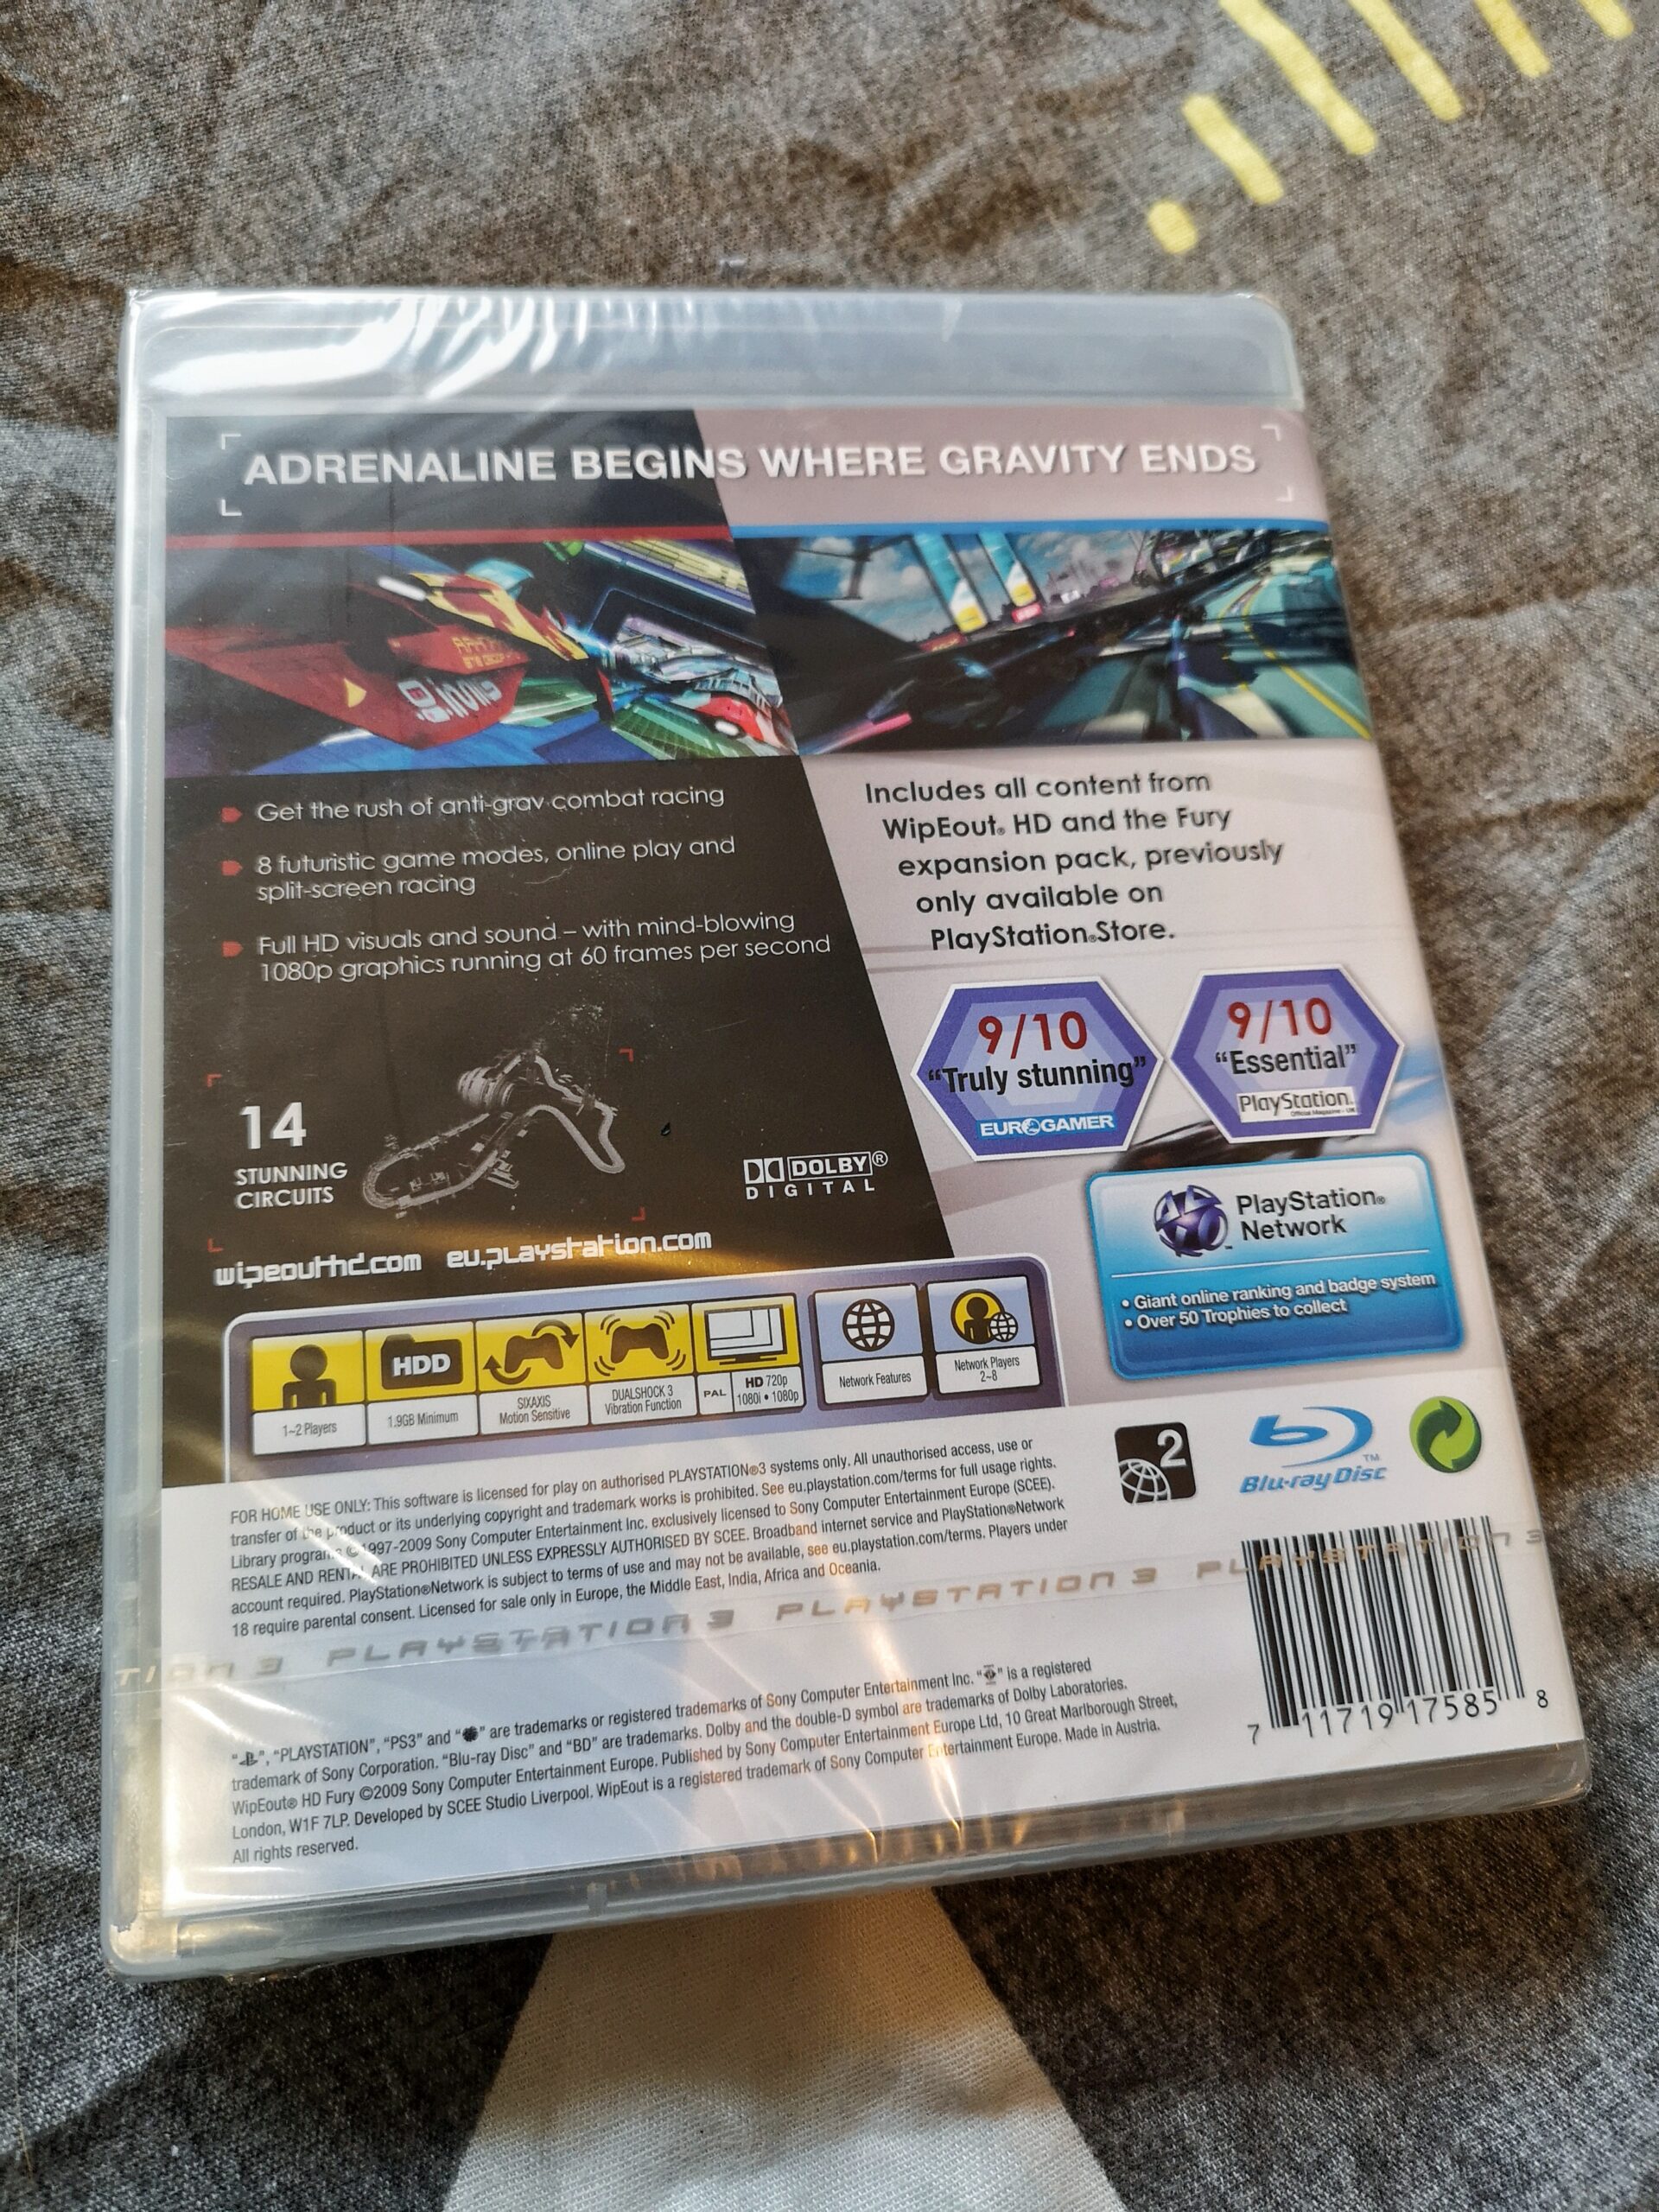 ADRENALINE BEGINS WHERE GRAVITY ENDS
Get the rush of anti-grav combat racing
8 futuristic game modes, online play and
split-screen racing
Full HD visuals and sound – with mind-blowing
1080p graphics running at 60 frames per second
Includes all content from
WipEout® HD and the Fury
expansion pack, previously
only available on
PlayStation®Store.
9/10
"Truly stunning"
EUROGAMER
9/10
"Essential"
PlayStation.
Official Magazine - UK
14
STUNNING
CIRCUITS
DOLBY®
DIGITAL
wipeouthd.com eu.playstation.com
PlayStation®
Network
• Giant online ranking and badge system
• Over 50 Trophies to collect
1-2 Players
HDD
1.9GB Minimum
SIXAXIS
Motion Sensitive
DUALSHOCK 3
Vibration Function
PAL
HD 720p
1080i • 1080p
Network Features
Network Players
2-8
2
Blu-ray Disc™
FOR HOME USE ONLY: This software is licensed for play on authorised PLAYSTATION®3 systems only. All unauthorised access, use or
transfer of the product or its underlying copyright and trademark works is prohibited. See eu.playstation.com/terms for full usage rights.
Library programs ©1997-2009 Sony Computer Entertainment Inc. exclusively licensed to Sony Computer Entertainment Europe (SCEE).
RESALE AND RENTAL ARE PROHIBITED UNLESS EXPRESSLY AUTHORISED BY SCEE. Broadband internet service and PlayStation®Network
account required. PlayStation®Network is subject to terms of use and may not be available, see eu.playstation.com/terms. Players under
18 require parental consent. Licensed for sale only in Europe, the Middle East, India, Africa and Oceania.
TION 3 PLAYSTATION 3 PLAYSTATION 3 PLAYSTATION 3
"", "PLAYSTATION", "PS3" and "" are trademarks or registered trademarks of Sony Computer Entertainment Inc. "" is a registered
trademark of Sony Corporation. "Blu-ray Disc" and "BD" are trademarks. Dolby and the double-D symbol are trademarks of Dolby Laboratories.
WipEout® HD Fury ©2009 Sony Computer Entertainment Europe. Published by Sony Computer Entertainment Europe Ltd, 10 Great Marlborough Street,
London, W1F 7LP. Developed by SCEE Studio Liverpool. WipEout is a registered trademark of Sony Computer Entertainment Europe. Made in Austria.
All rights reserved.
7 11719 17585 8